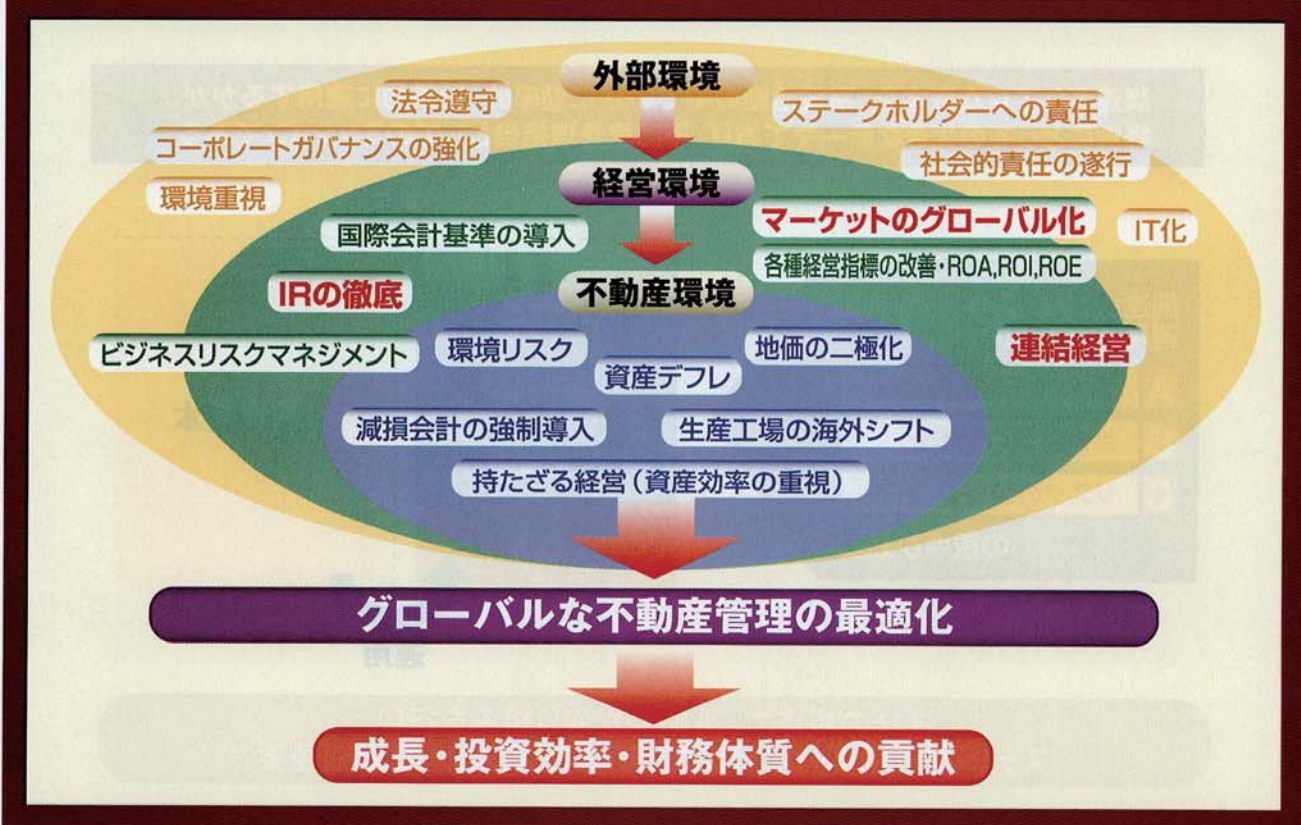 外部環境
法令遵守
ステークホルダーへの責任
コーポレートガバナンスの強化
社会的責任の遂行
経営環境
環境重視
マーケットのグローバル化
IT化
国際会計基準の導入
各種経営指標の改善・ROA,ROI,ROE
IRの徹底
不動産環境
ビジネスリスクマネジメント
環境リスク
地価の二極化
連結経営
資産デフレ
減損会計の強制導入
生産工場の海外シフト
持たざる経営(資産効率の重視)
グローバルな不動産管理の最適化
成長・投資効率・財務体質への貢献